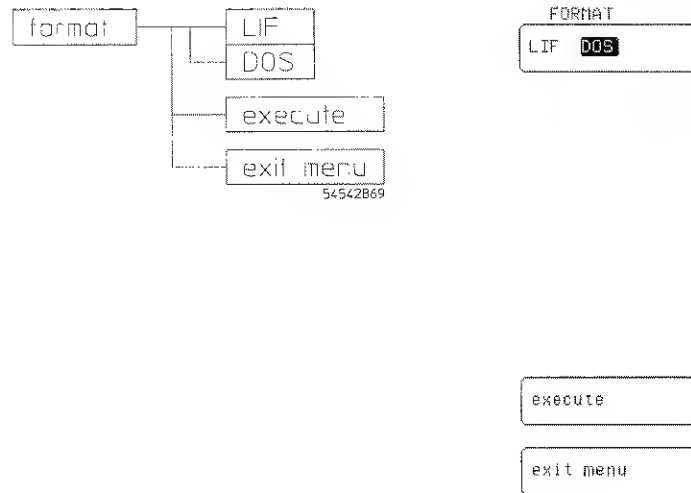 format
LIF
DOS
execute
exit menu
54542B69
FORMAT
LIF DOS
execute
exit menu